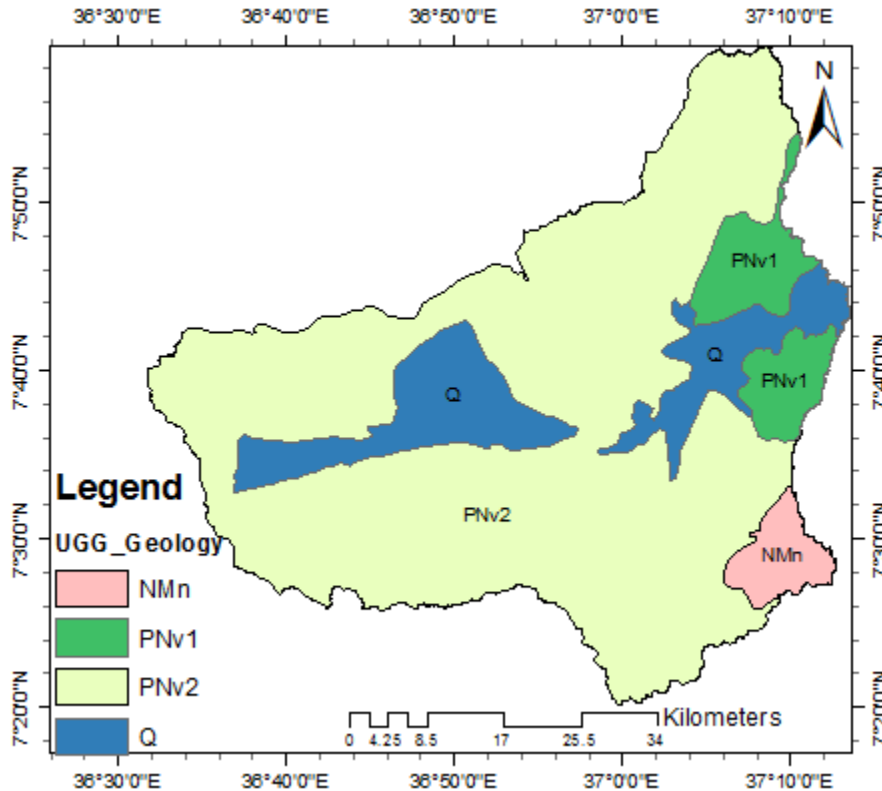 36°30'0"E 36°40'0"E 36°50'0"E 37°0'0"E 37°10'0"E
N
7°50'0"N 7°50'0"N
PNv1
7°40'0"N Q Q PNv1 7°40'0"N
Legend
PNv2
UGG_Geology
7°30'0"N NMn 7°30'0"N
NMn
PNv1
PNv2
Q
7°20'0"N 7°20'0"N
Kilometers
0 4.25 8.5 17 25.5 34
36°30'0"E 36°40'0"E 36°50'0"E 37°0'0"E 37°10'0"E